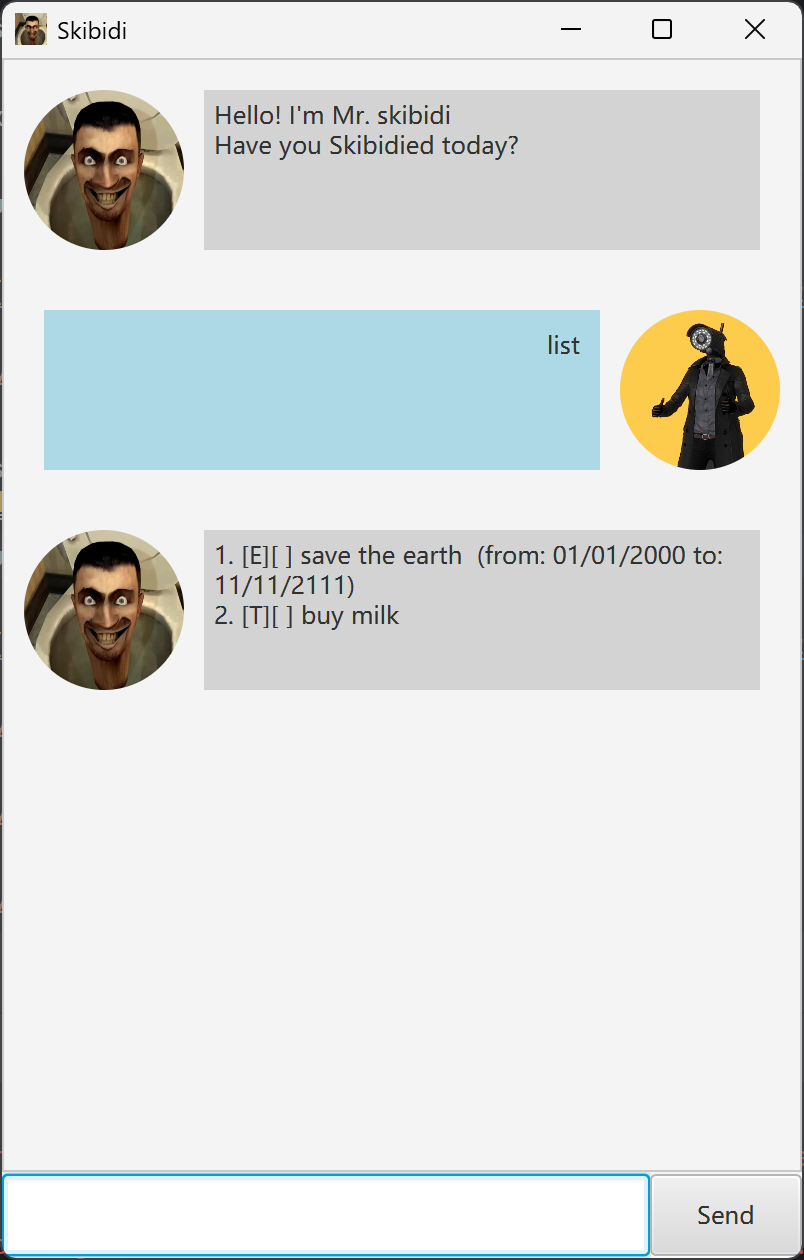 Skibidi
Hello! I'm Mr. skibidi
Have you Skibidied today?
list
1. [E][ ] save the earth  (from: 01/01/2000 to:
11/11/2111)
2. [T][ ] buy milk
Send